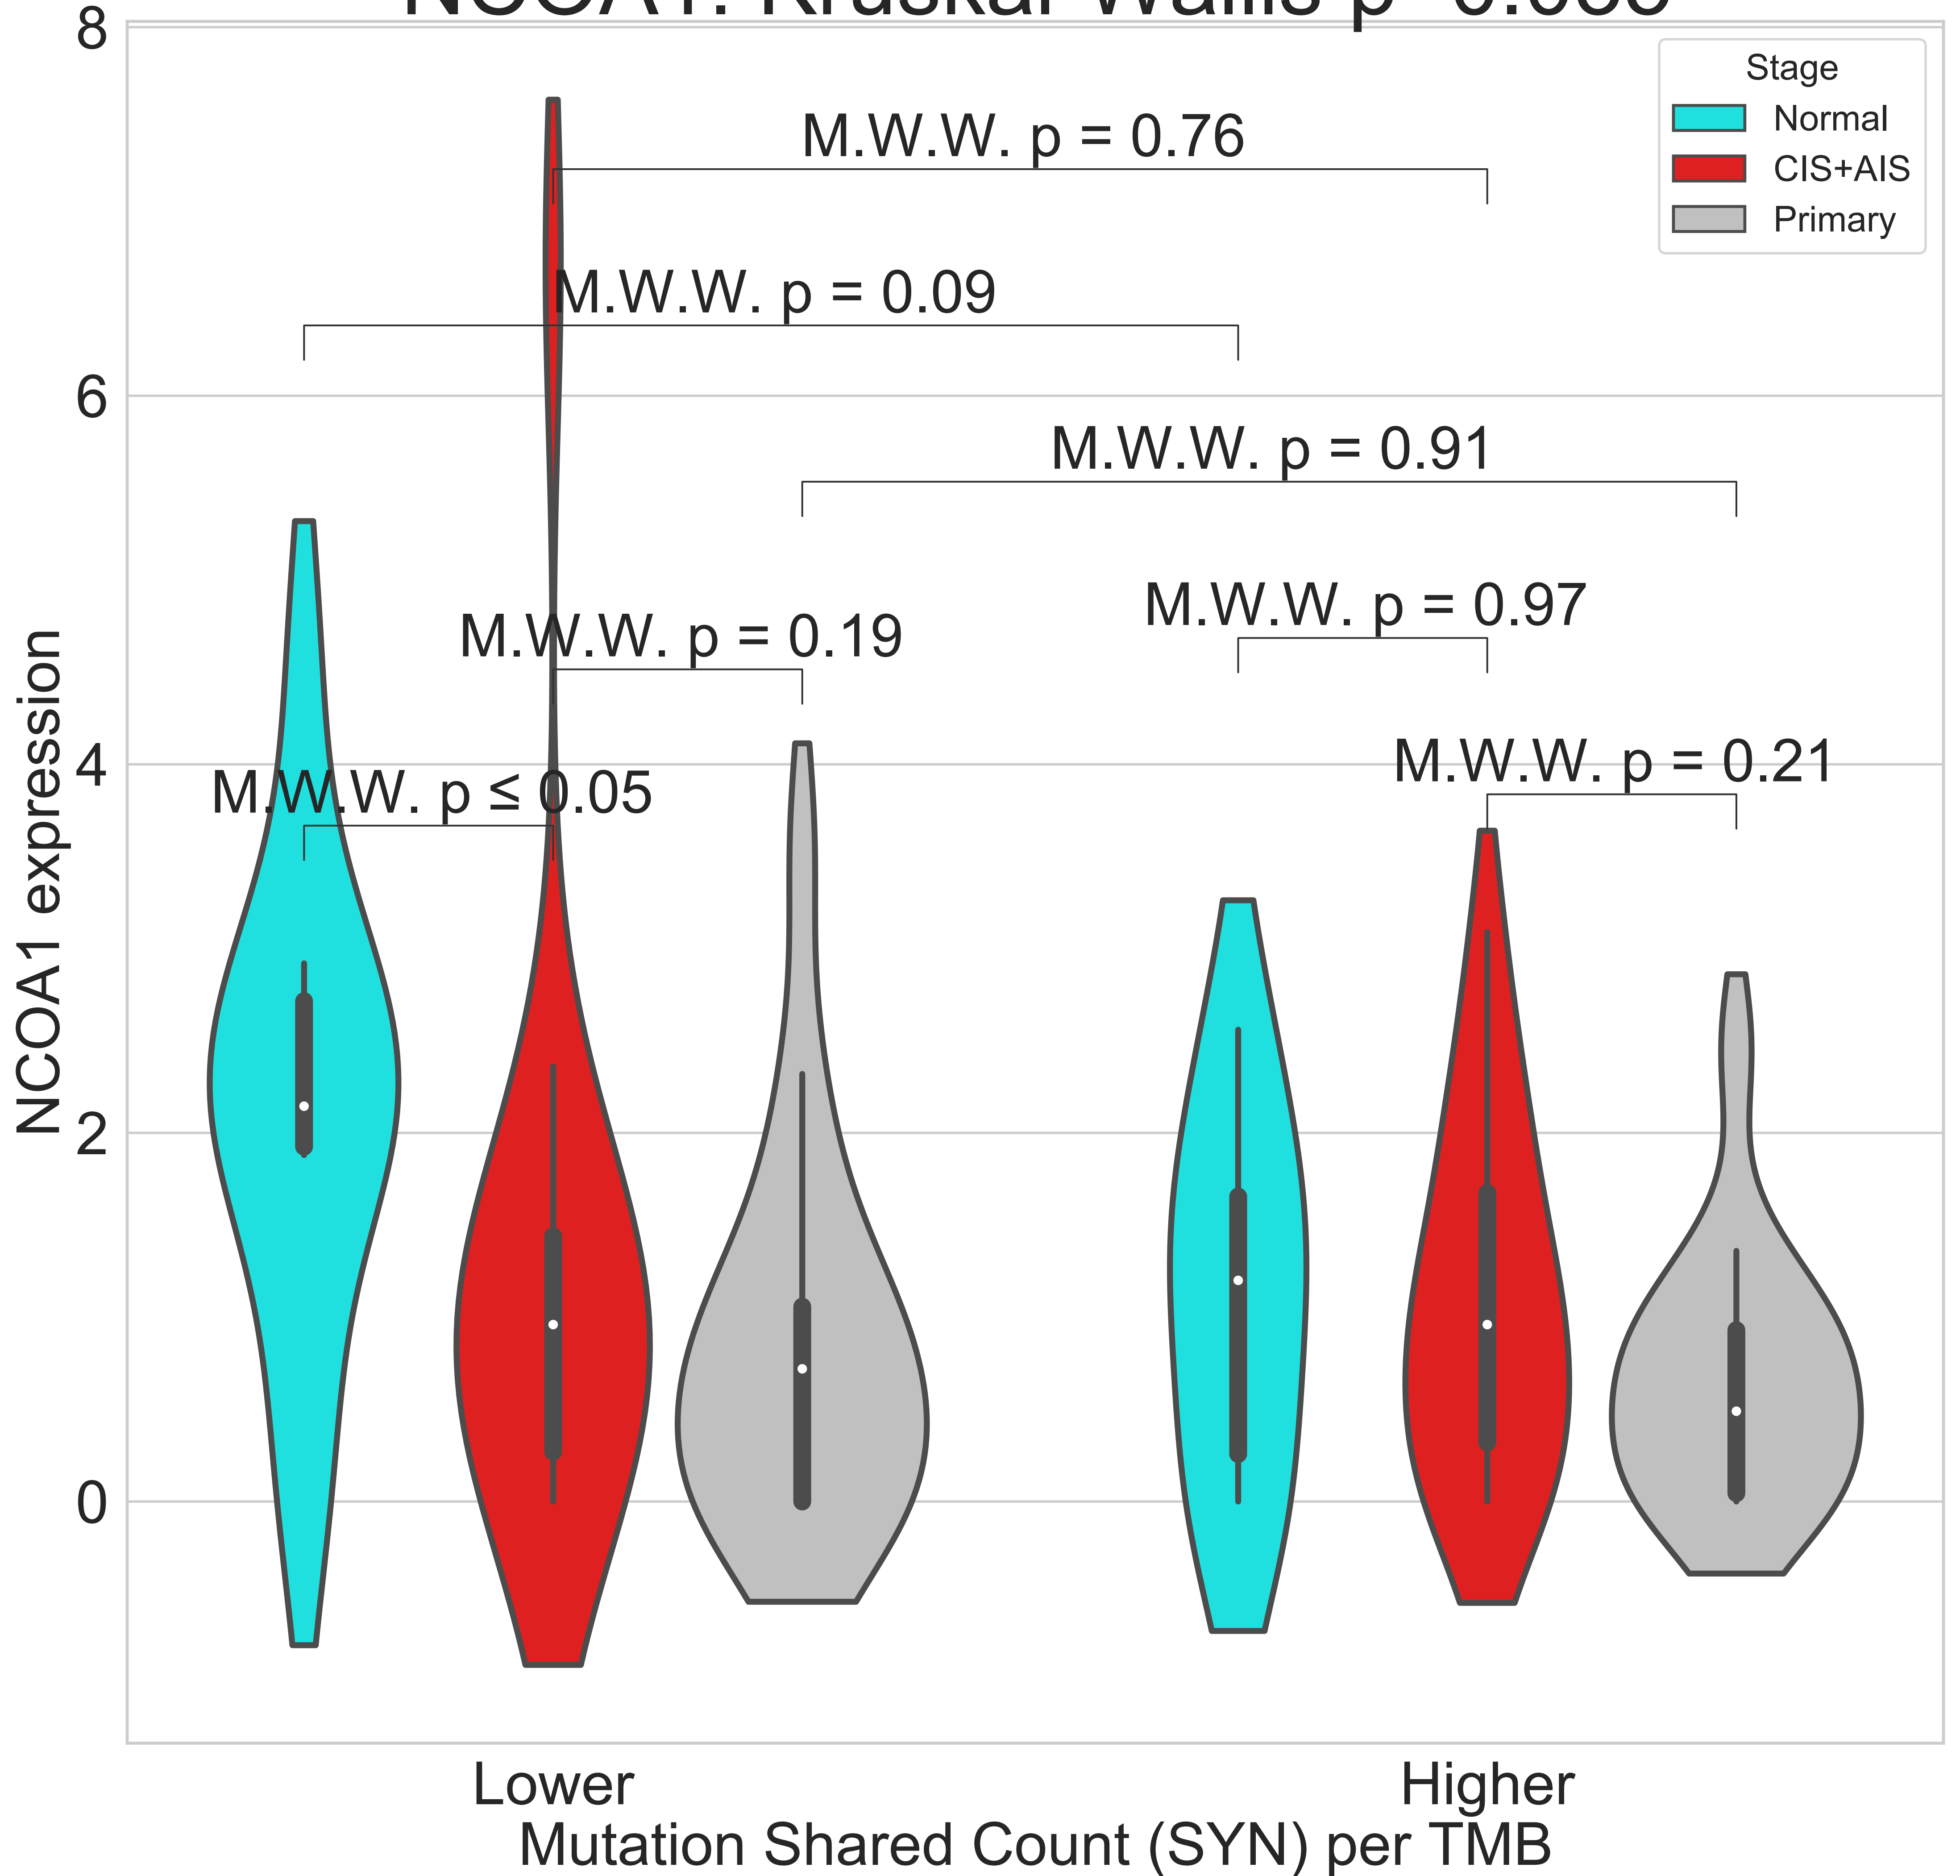 8
Stage
Normal
CIS+AIS
Primary
M.W.W. p = 0.76
M.W.W. p = 0.09
6
M.W.W. p = 0.91
M.W.W. p = 0.97
M.W.W. p = 0.19
4
M.W.W. p = 0.21
M.W.W. p ≤ 0.05
NCOA1 expression
2
0
Lower
Higher
Mutation Shared Count (SYN) per TMB